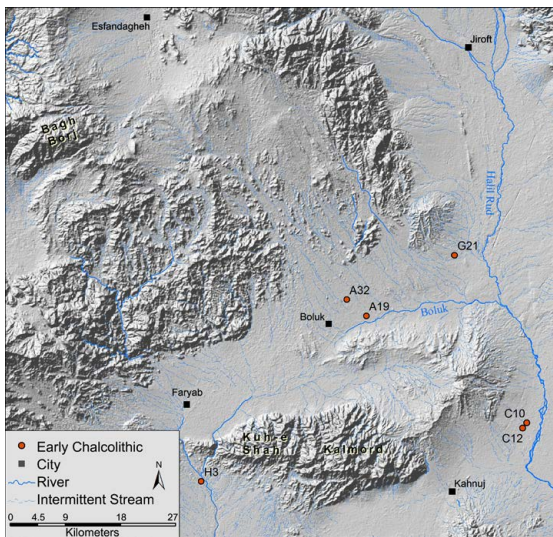 Esfandagheh
Jiroft
Bagh
Borj
Halil Rud
G21
A32
A19
Boluk
Boluk
Faryab
C10
C12
Kuh-e
Shah
Kalmord
H3
Kahnuj
Early Chalcolithic
City
River
Intermittent Stream
N
0 4.5 9 18 27
Kilometers